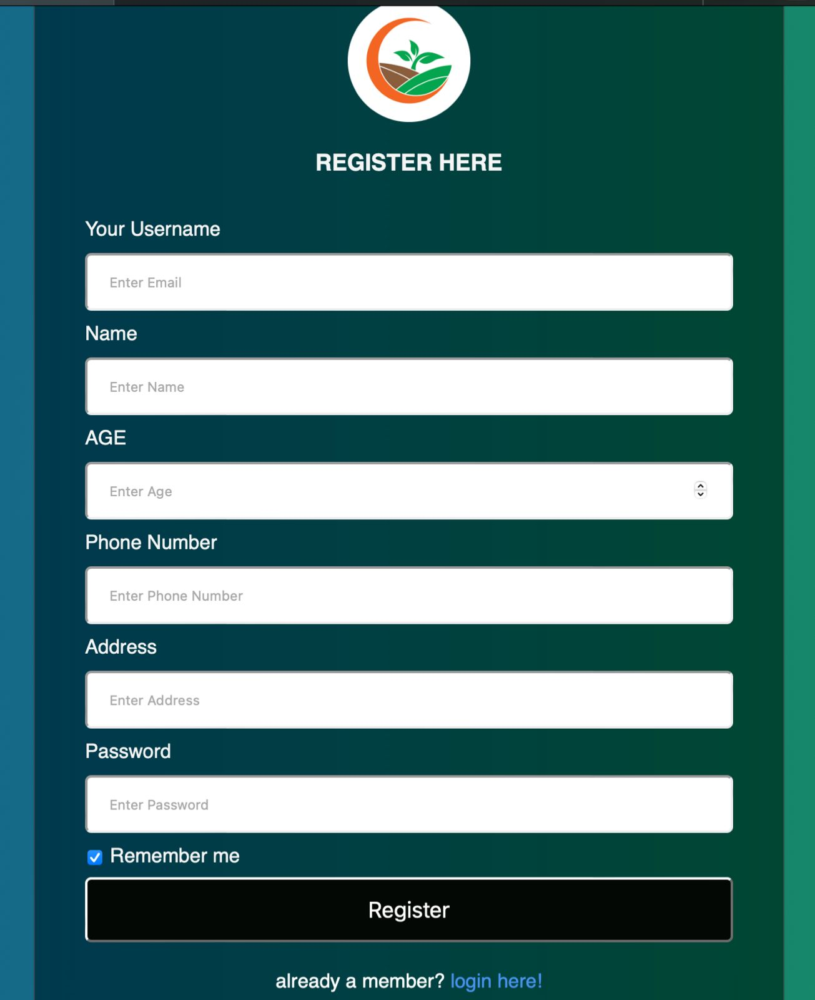 REGISTER HERE
Your Username
Enter Email
Name
Enter Name
AGE
Enter Age
Phone Number
Enter Phone Number
Address
Enter Address
Password
Enter Password
Remember me
Register
already a member? login here!